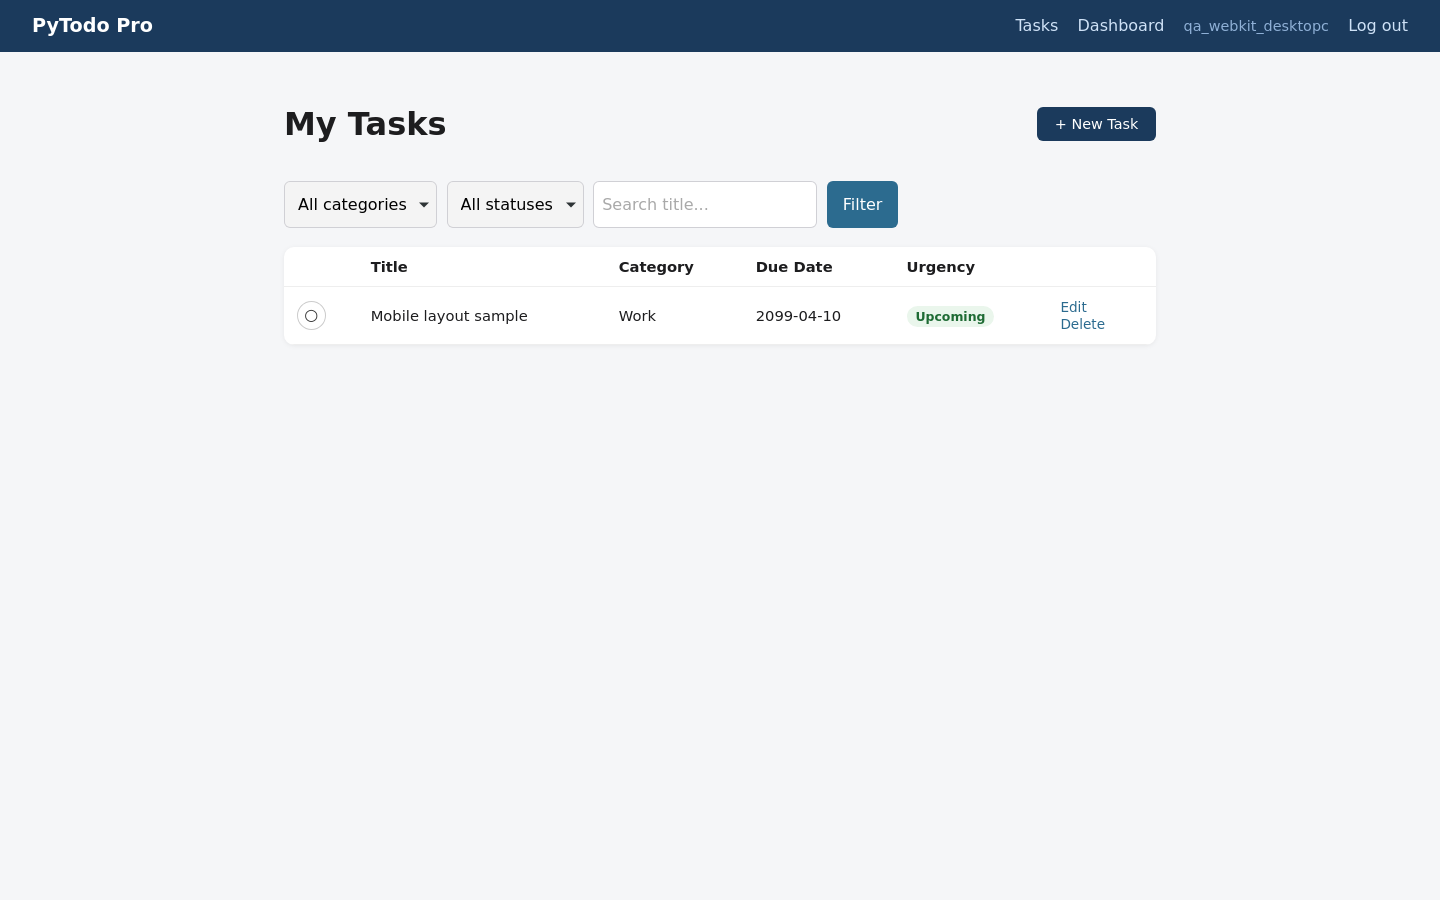 PyTodo Pro
Tasks Dashboard qa_webkit_desktopc Log out
My Tasks
+ New Task
All categories All statuses Search title... Filter
Title Category Due Date Urgency
Mobile layout sample Work 2099-04-10 Upcoming Edit
Delete